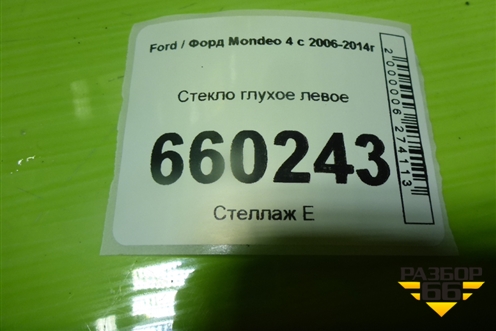 Ford / Форд Mondeo 4 с 2006-2014г
Стекло глухое левое
660243
Стеллаж Е
2000006274113
РАЗБОР
66